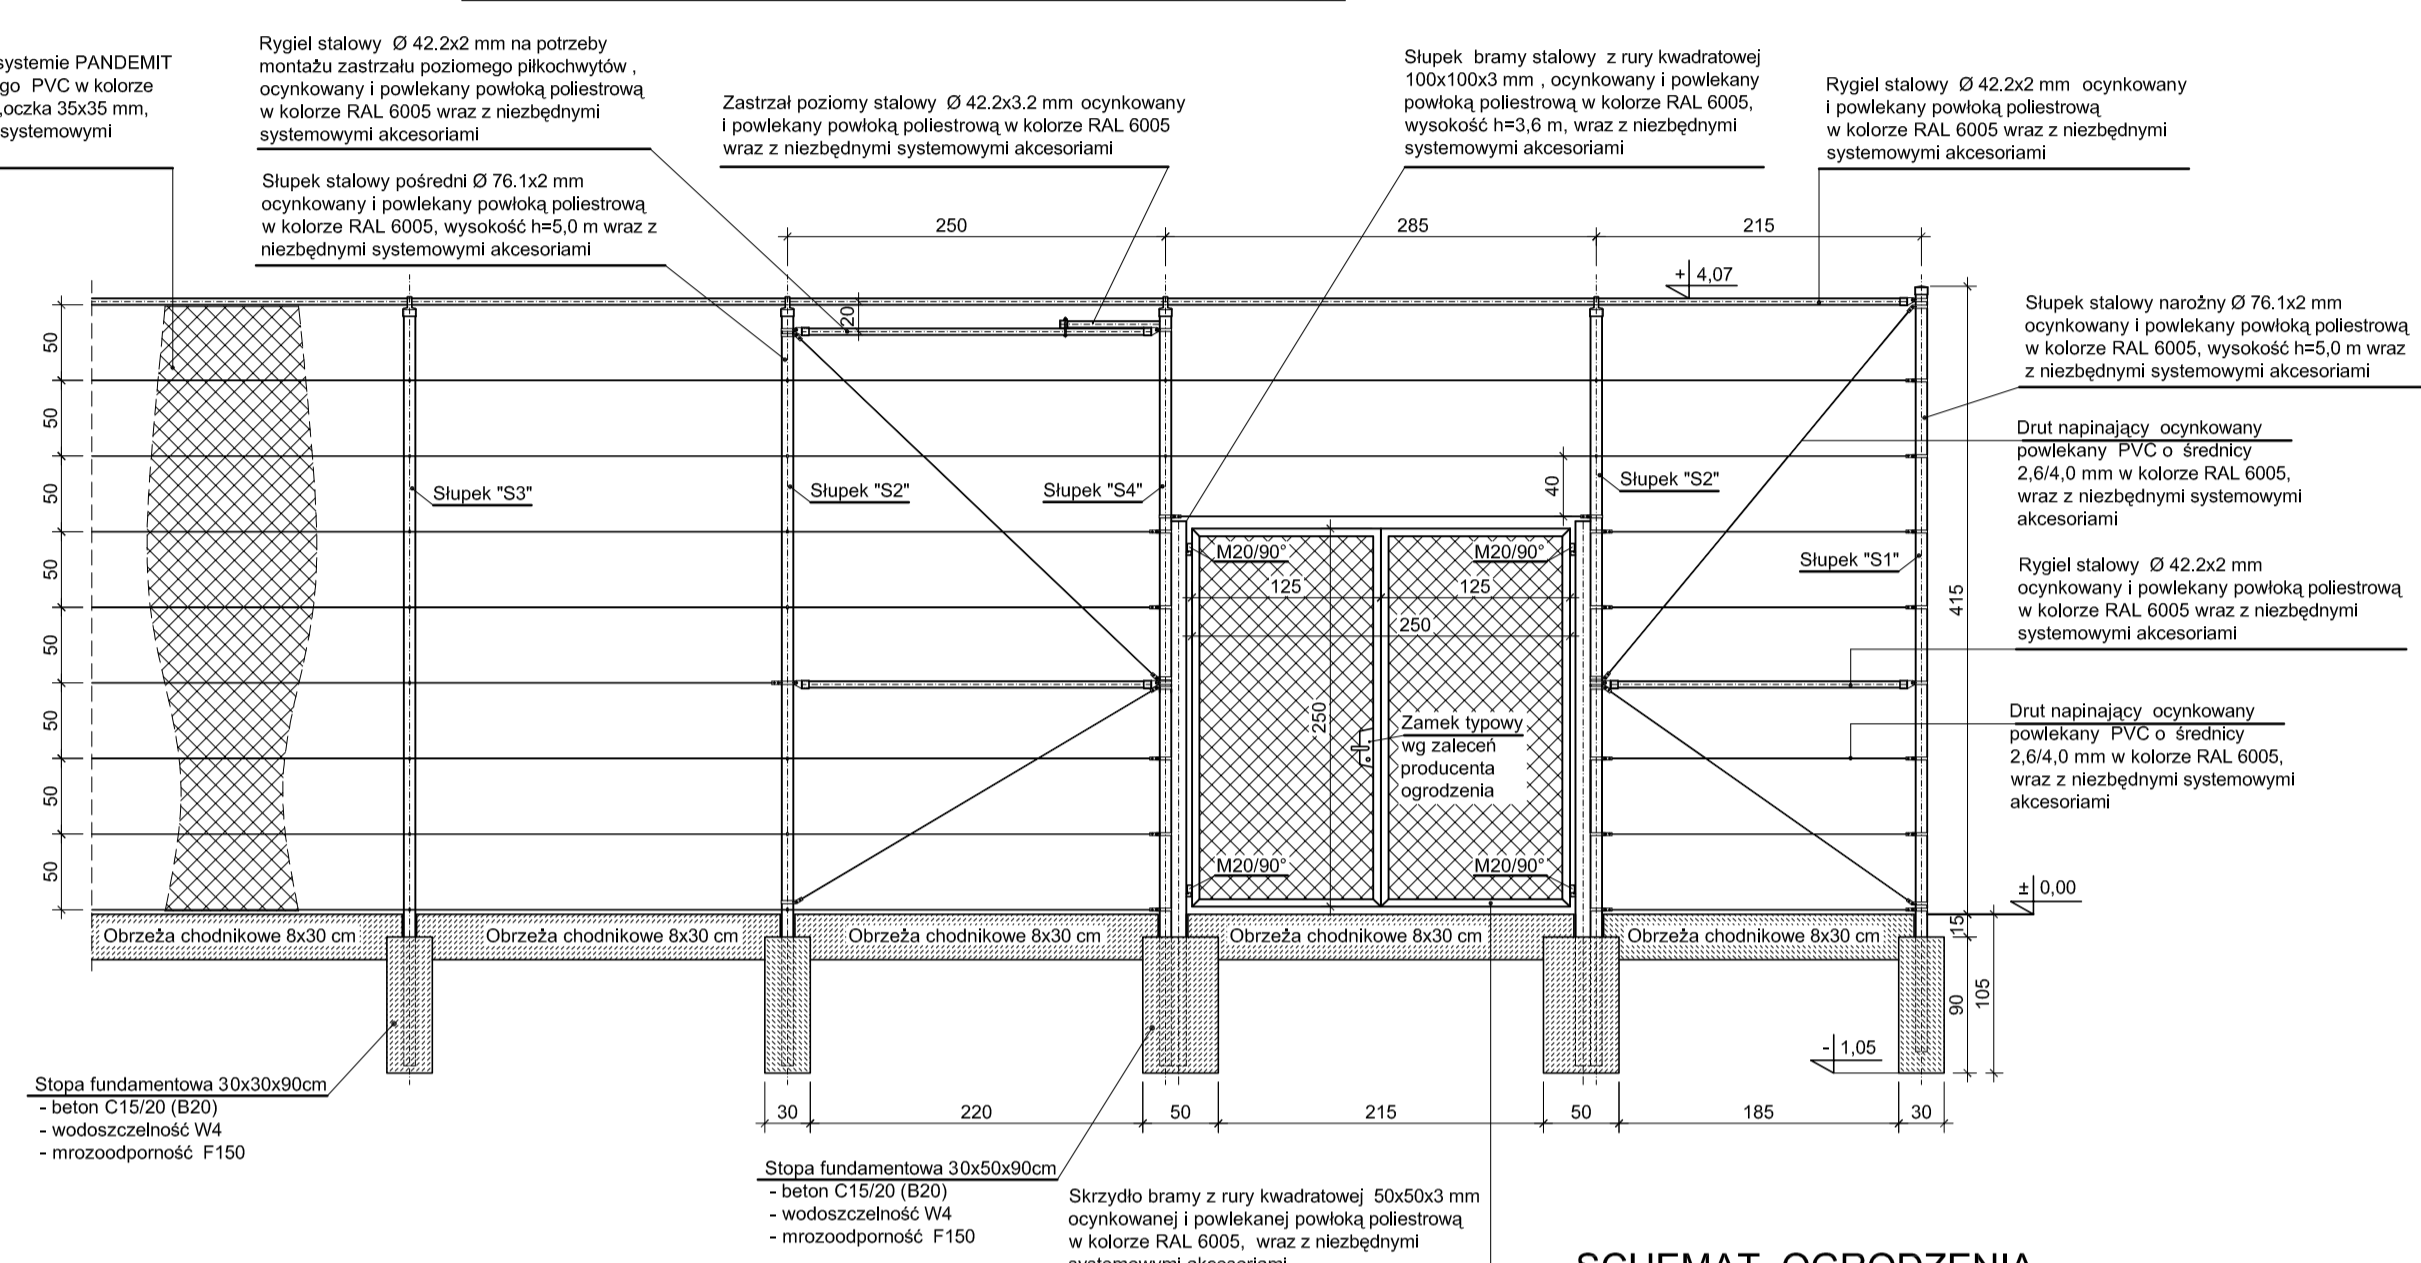 systemie PANDEMIT
go PVC w kolorze
,oczka 35x35 mm,
systemowymi
Rygiel stalowy Ø 42.2x2 mm na potrzeby
montażu zastrzału poziomego piłkochwytów ,
ocynkowany i powlekany powłoką poliestrową
w kolorze RAL 6005 wraz z niezbędnymi
systemowymi akcesoriami
Słupek stalowy pośredni Ø 76.1x2 mm
ocynkowany i powlekany powłoką poliestrową
w kolorze RAL 6005, wysokość h=5,0 m wraz z
niezbędnymi systemowymi akcesoriami
Zastrzał poziomy stalowy Ø 42.2x3.2 mm ocynkowany
i powlekany powłoką poliestrową w kolorze RAL 6005
wraz z niezbędnymi systemowymi akcesoriami
Słupek bramy stalowy z rury kwadratowej
100x100x3 mm , ocynkowany i powlekany
powłoką poliestrową w kolorze RAL 6005,
wysokość h=3,6 m, wraz z niezbędnymi
systemowymi akcesoriami
Rygiel stalowy Ø 42.2x2 mm ocynkowany
i powlekany powłoką poliestrową
w kolorze RAL 6005 wraz z niezbędnymi
systemowymi akcesoriami
250
285
215
+ 4,07
20
50
50
50
50
50
50
50
50
Słupek "S3"
Słupek "S2"
Słupek "S4"
40
Słupek "S2"
Słupek "S1"
415
Słupek stalowy narożny Ø 76.1x2 mm
ocynkowany i powlekany powłoką poliestrową
w kolorze RAL 6005, wysokość h=5,0 m wraz
z niezbędnymi systemowymi akcesoriami
Drut napinający ocynkowany
powlekany PVC o średnicy
2,6/4,0 mm w kolorze RAL 6005,
wraz z niezbędnymi systemowymi
akcesoriami
Rygiel stalowy Ø 42.2x2 mm
ocynkowany i powlekany powłoką poliestrową
w kolorze RAL 6005 wraz z niezbędnymi
systemowymi akcesoriami
Drut napinający ocynkowany
powlekany PVC o średnicy
2,6/4,0 mm w kolorze RAL 6005,
wraz z niezbędnymi systemowymi
akcesoriami
M20/90°
M20/90°
125
125
250
250
Zamek typowy
wg zaleceń
producenta
ogrodzenia
M20/90°
M20/90°
± 0,00
Obrzeża chodnikowe 8x30 cm
Obrzeża chodnikowe 8x30 cm
Obrzeża chodnikowe 8x30 cm
Obrzeża chodnikowe 8x30 cm
Obrzeża chodnikowe 8x30 cm
15
90
105
- 1,05
30
220
50
215
50
185
30
Stopa fundamentowa 30x30x90cm
- beton C15/20 (B20)
- wodoszczelność W4
- mrozoodporność F150
Stopa fundamentowa 30x50x90cm
- beton C15/20 (B20)
- wodoszczelność W4
- mrozoodporność F150
Skrzydło bramy z rury kwadratowej 50x50x3 mm
ocynkowanej i powlekanej powłoką poliestrową
w kolorze RAL 6005, wraz z niezbędnymi
systemowymi akcesoriami
SCHEMAT OGRODZENIA